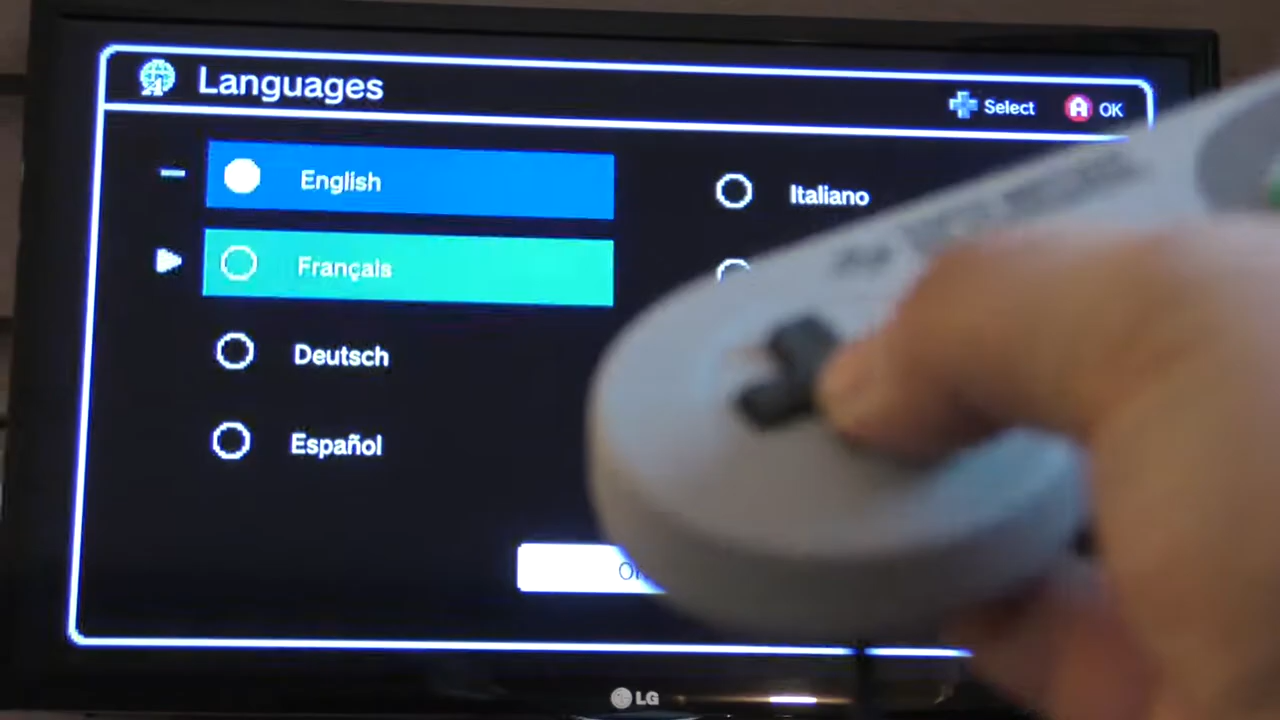 Languages
Select
A OK
English
Italiano
Français
Deutsch
Español
LG